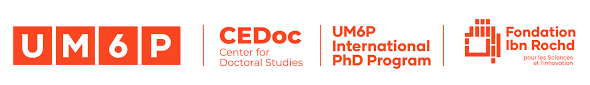 UM6P
CEDoc
Center for
Doctoral Studies
UM6P
International
PhD Program
Fondation
Ibn Rochd
pour les Sciences
et l'innovation